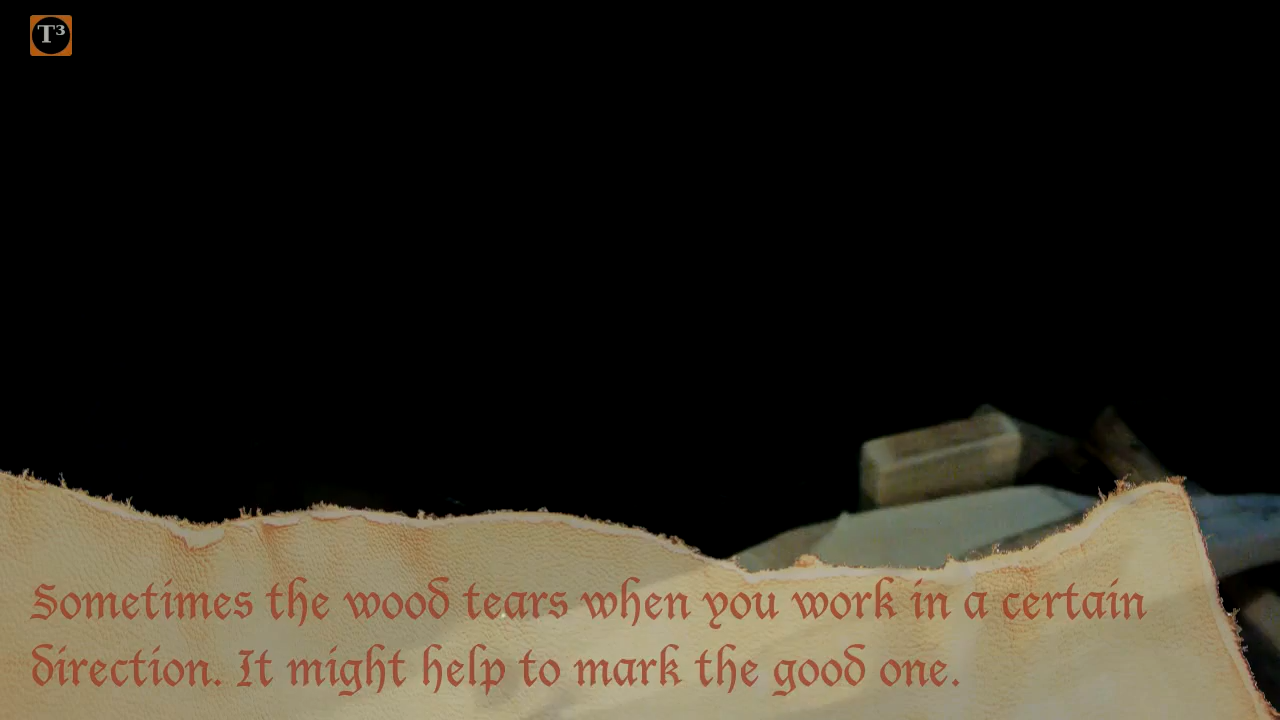 T³
Sometimes the wood tears when you work in a certain
direction. It might help to mark the good one.